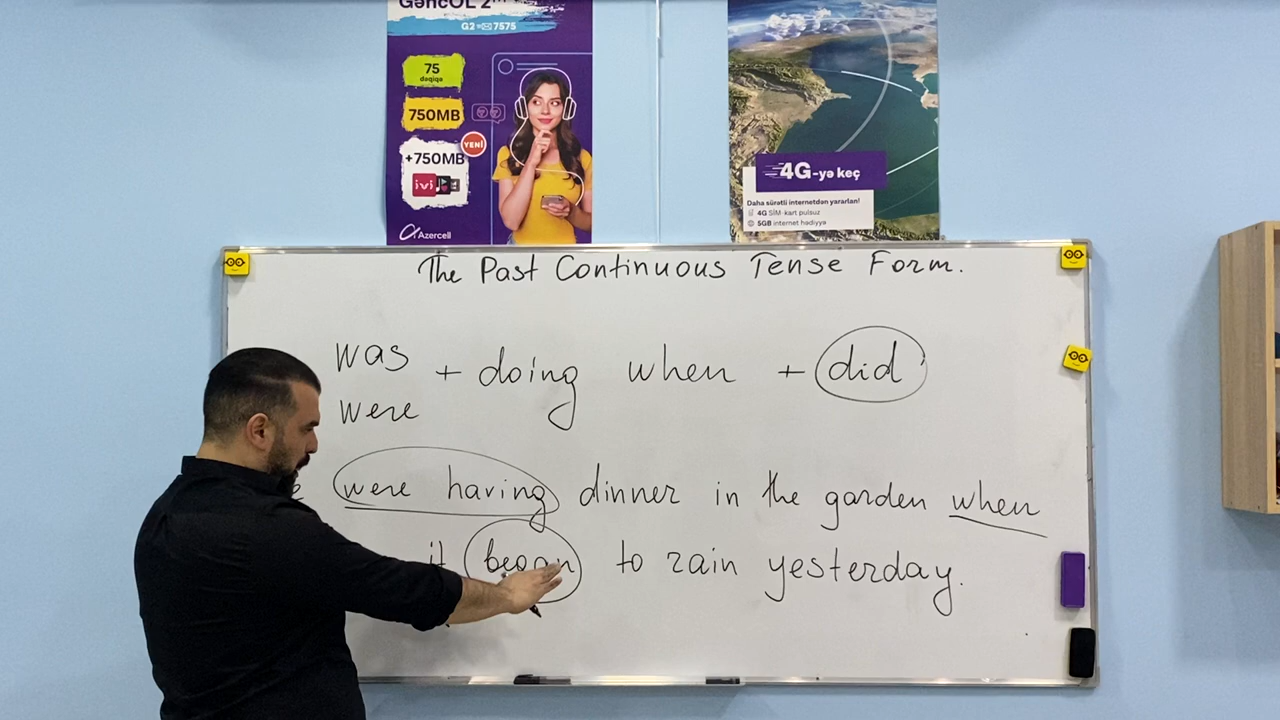 GəncOL 2
G2 7575
75
dəqiqə
750MB
YENİ
+750MB
ivi
Azercell
4G-yə keç
Daha sürətli internetdən yararlan!
4G SİM-kart pulsuz
5GB internet hədiyyə
The Past Continuous Tense Form.
was
were
+ doing when + did
were having dinner in the garden when
it began to rain yesterday.